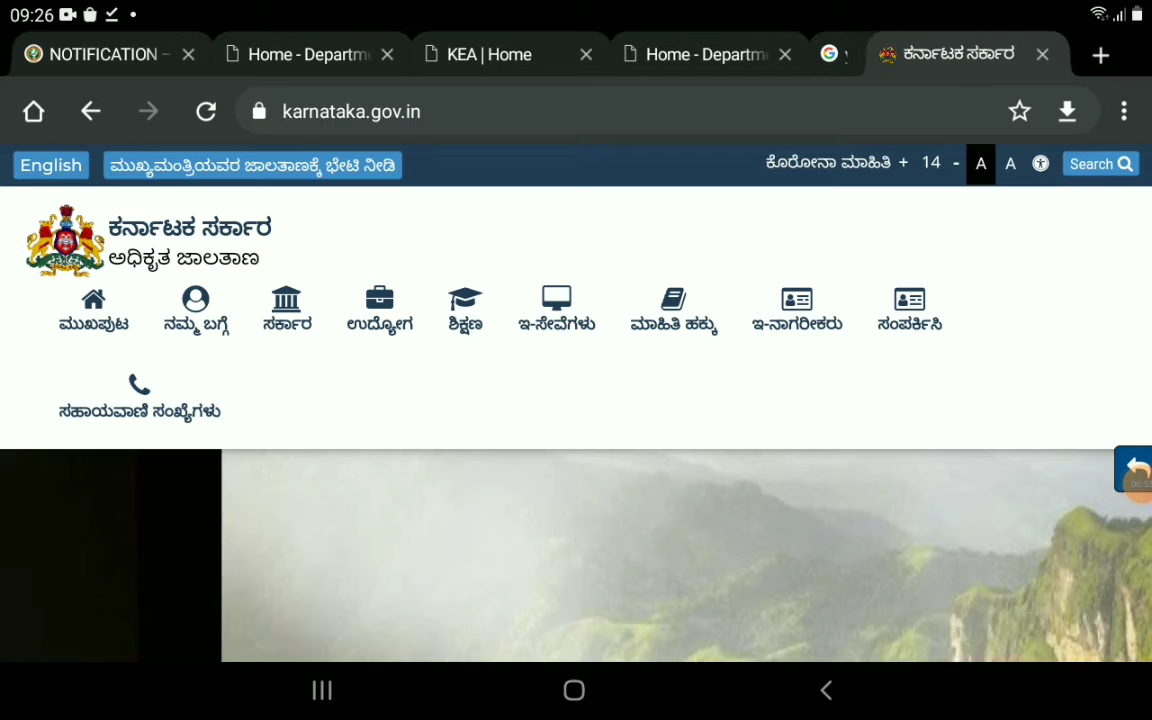 09:26
NOTIFICATION -
Home - Departme
KEA | Home
Home - Departme
ಕರ್ನಾಟಕ ಸರ್ಕಾರ
karnataka.gov.in
English
ಮುಖ್ಯಮಂತ್ರಿಯವರ ಜಾಲತಾಣಕ್ಕೆ ಭೇಟಿ ನೀಡಿ
ಕೊರೋನಾ ಮಾಹಿತಿ + 14 - A A Search
ಕರ್ನಾಟಕ ಸರ್ಕಾರ
ಅಧಿಕೃತ ಜಾಲತಾಣ
ಮುಖಪುಟ ನಮ್ಮ ಬಗ್ಗೆ ಸರ್ಕಾರ ಉದ್ಯೋಗ ಶಿಕ್ಷಣ ಇ-ಸೇವೆಗಳು ಮಾಹಿತಿ ಹಕ್ಕು ಇ-ನಾಗರೀಕರು ಸಂಪರ್ಕಿಸಿ
ಸಹಾಯವಾಣಿ ಸಂಖ್ಯೆಗಳು